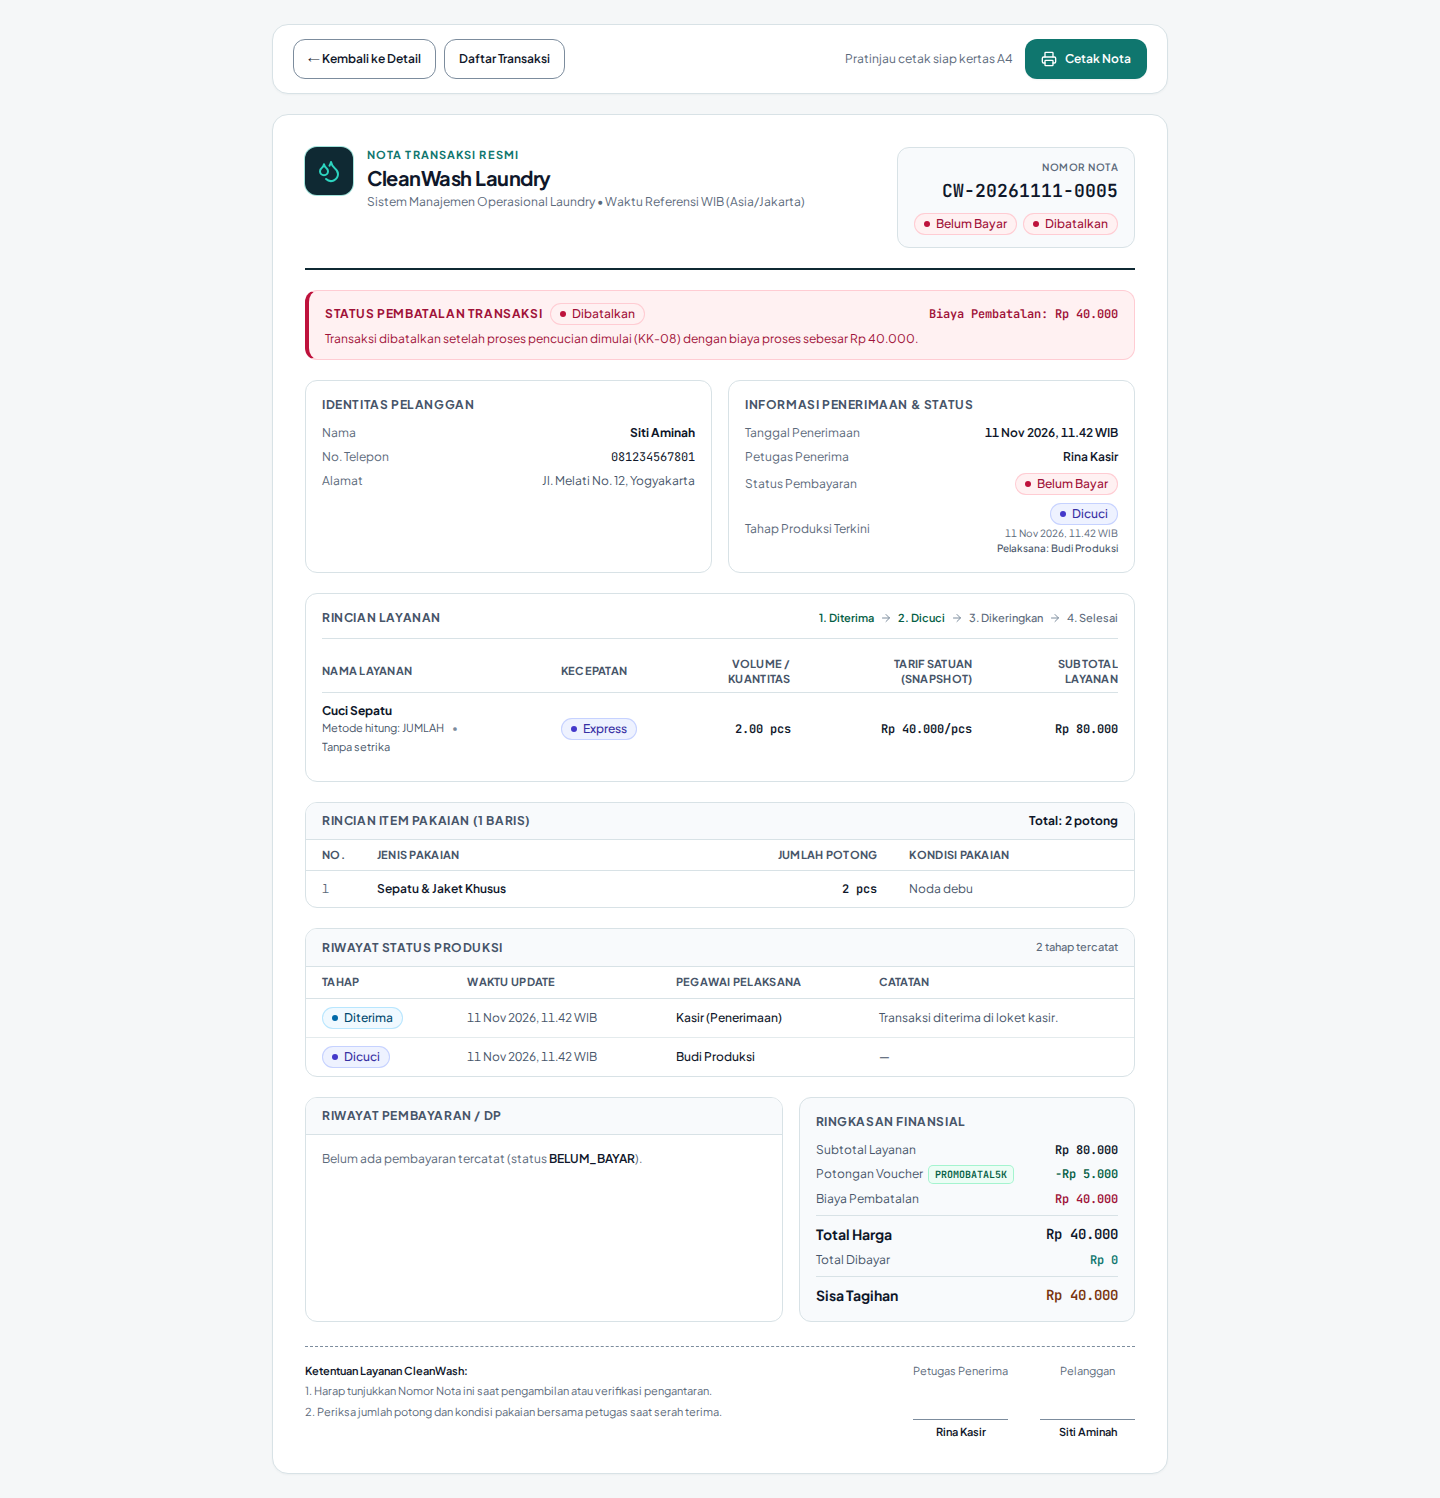 ← Kembali ke Detail
Daftar Transaksi
Pratinjau cetak siap kertas A4
Cetak Nota
NOTA TRANSAKSI RESMI
CleanWash Laundry
Sistem Manajemen Operasional Laundry • Waktu Referensi WIB (Asia/Jakarta)
NOMOR NOTA
CW-20261111-0005
Belum Bayar
Dibatalkan
STATUS PEMBATALAN TRANSAKSI
Dibatalkan
Biaya Pembatalan: Rp 40.000
Transaksi dibatalkan setelah proses pencucian dimulai (KK-08) dengan biaya proses sebesar Rp 40.000.
IDENTITAS PELANGGAN
Nama
Siti Aminah
No. Telepon
081234567801
Alamat
Jl. Melati No. 12, Yogyakarta
INFORMASI PENERIMAAN & STATUS
Tanggal Penerimaan
11 Nov 2026, 11.42 WIB
Petugas Penerima
Rina Kasir
Status Pembayaran
Belum Bayar
Tahap Produksi Terkini
Dicuci
11 Nov 2026, 11.42 WIB
Pelaksana: Budi Produksi
RINCIAN LAYANAN
1. Diterima → 2. Dicuci → 3. Dikeringkan → 4. Selesai
NAMA LAYANAN
KECEPATAN
VOLUME / KUANTITAS
TARIF SATUAN (SNAPSHOT)
SUBTOTAL LAYANAN
Cuci Sepatu
Metode hitung: JUMLAH •
Tanpa setrika
Express
2.00 pcs
Rp 40.000/pcs
Rp 80.000
RINCIAN ITEM PAKAIAN (1 BARIS)
Total: 2 potong
NO.
JENIS PAKAIAN
JUMLAH POTONG
KONDISI PAKAIAN
1
Sepatu & Jaket Khusus
2 pcs
Noda debu
RIWAYAT STATUS PRODUKSI
2 tahap tercatat
TAHAP
WAKTU UPDATE
PEGAWAI PELAKSANA
CATATAN
Diterima
11 Nov 2026, 11.42 WIB
Kasir (Penerimaan)
Transaksi diterima di loket kasir.
Dicuci
11 Nov 2026, 11.42 WIB
Budi Produksi
—
RIWAYAT PEMBAYARAN / DP
Belum ada pembayaran tercatat (status BELUM_BAYAR).
RINGKASAN FINANSIAL
Subtotal Layanan
Rp 80.000
Potongan Voucher
PROMOBATAL5K
-Rp 5.000
Biaya Pembatalan
Rp 40.000
Total Harga
Rp 40.000
Total Dibayar
Rp 0
Sisa Tagihan
Rp 40.000
Ketentuan Layanan CleanWash:
1. Harap tunjukkan Nomor Nota ini saat pengambilan atau verifikasi pengantaran.
2. Periksa jumlah potong dan kondisi pakaian bersama petugas saat serah terima.
Petugas Penerima
Rina Kasir
Pelanggan
Siti Aminah